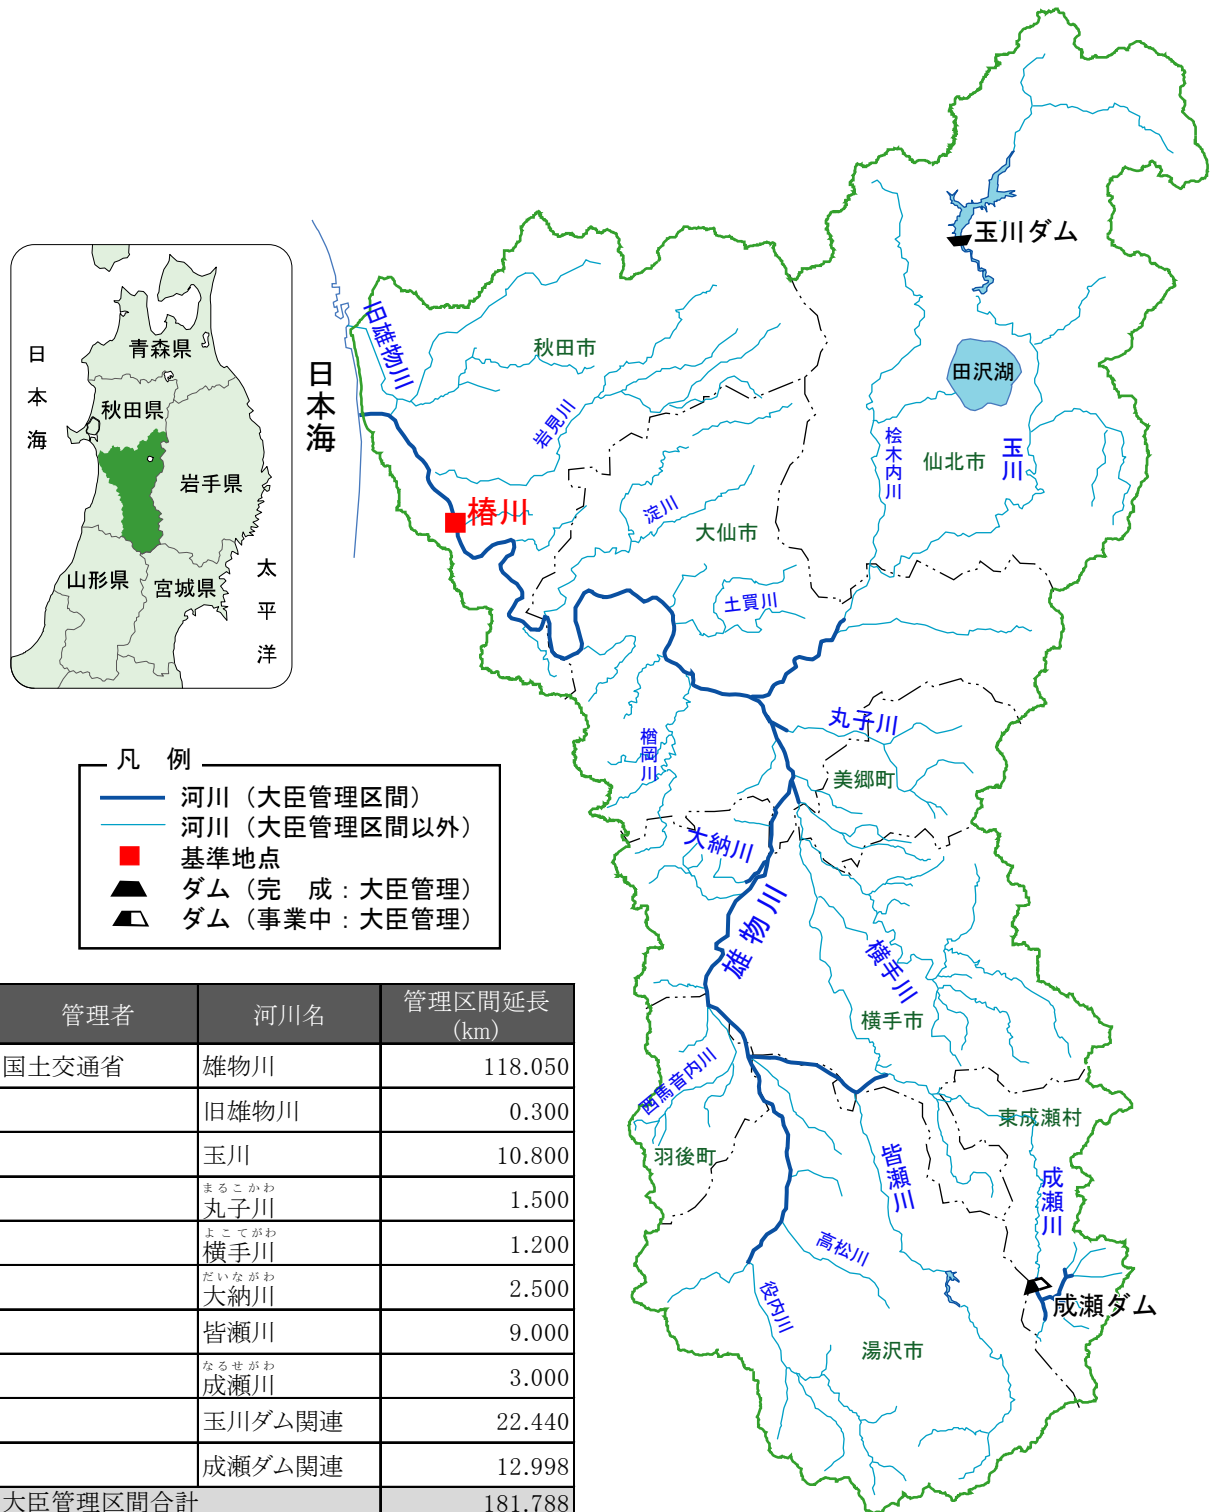 玉川ダム
旧雄物川
秋田市
日本海
岩見川
田沢湖
桧木内川
仙北市
玉川
椿川
淀川
大仙市
土買川
丸子川
楢岡川
美郷町
大納川
雄物川
横手川
横手市
西馬音内川
羽後町
皆瀬川
東成瀬村
成瀬川
高松川
役内川
成瀬ダム
湯沢市
日本海
青森県
秋田県
岩手県
山形県
宮城県
太平洋
凡 例
河川（大臣管理区間）
河川（大臣管理区間以外）
基準地点
ダム（完 成：大臣管理）
ダム（事業中：大臣管理）
管理者 河川名 管理区間延長
(km)
国土交通省 雄物川 118.050
旧雄物川 0.300
玉川 10.800
まるこかわ
丸子川 1.500
よこてがわ
横手川 1.200
だいながわ
大納川 2.500
皆瀬川 9.000
なるせがわ
成瀬川 3.000
玉川ダム関連 22.440
成瀬ダム関連 12.998
大臣管理区間合計 181.788